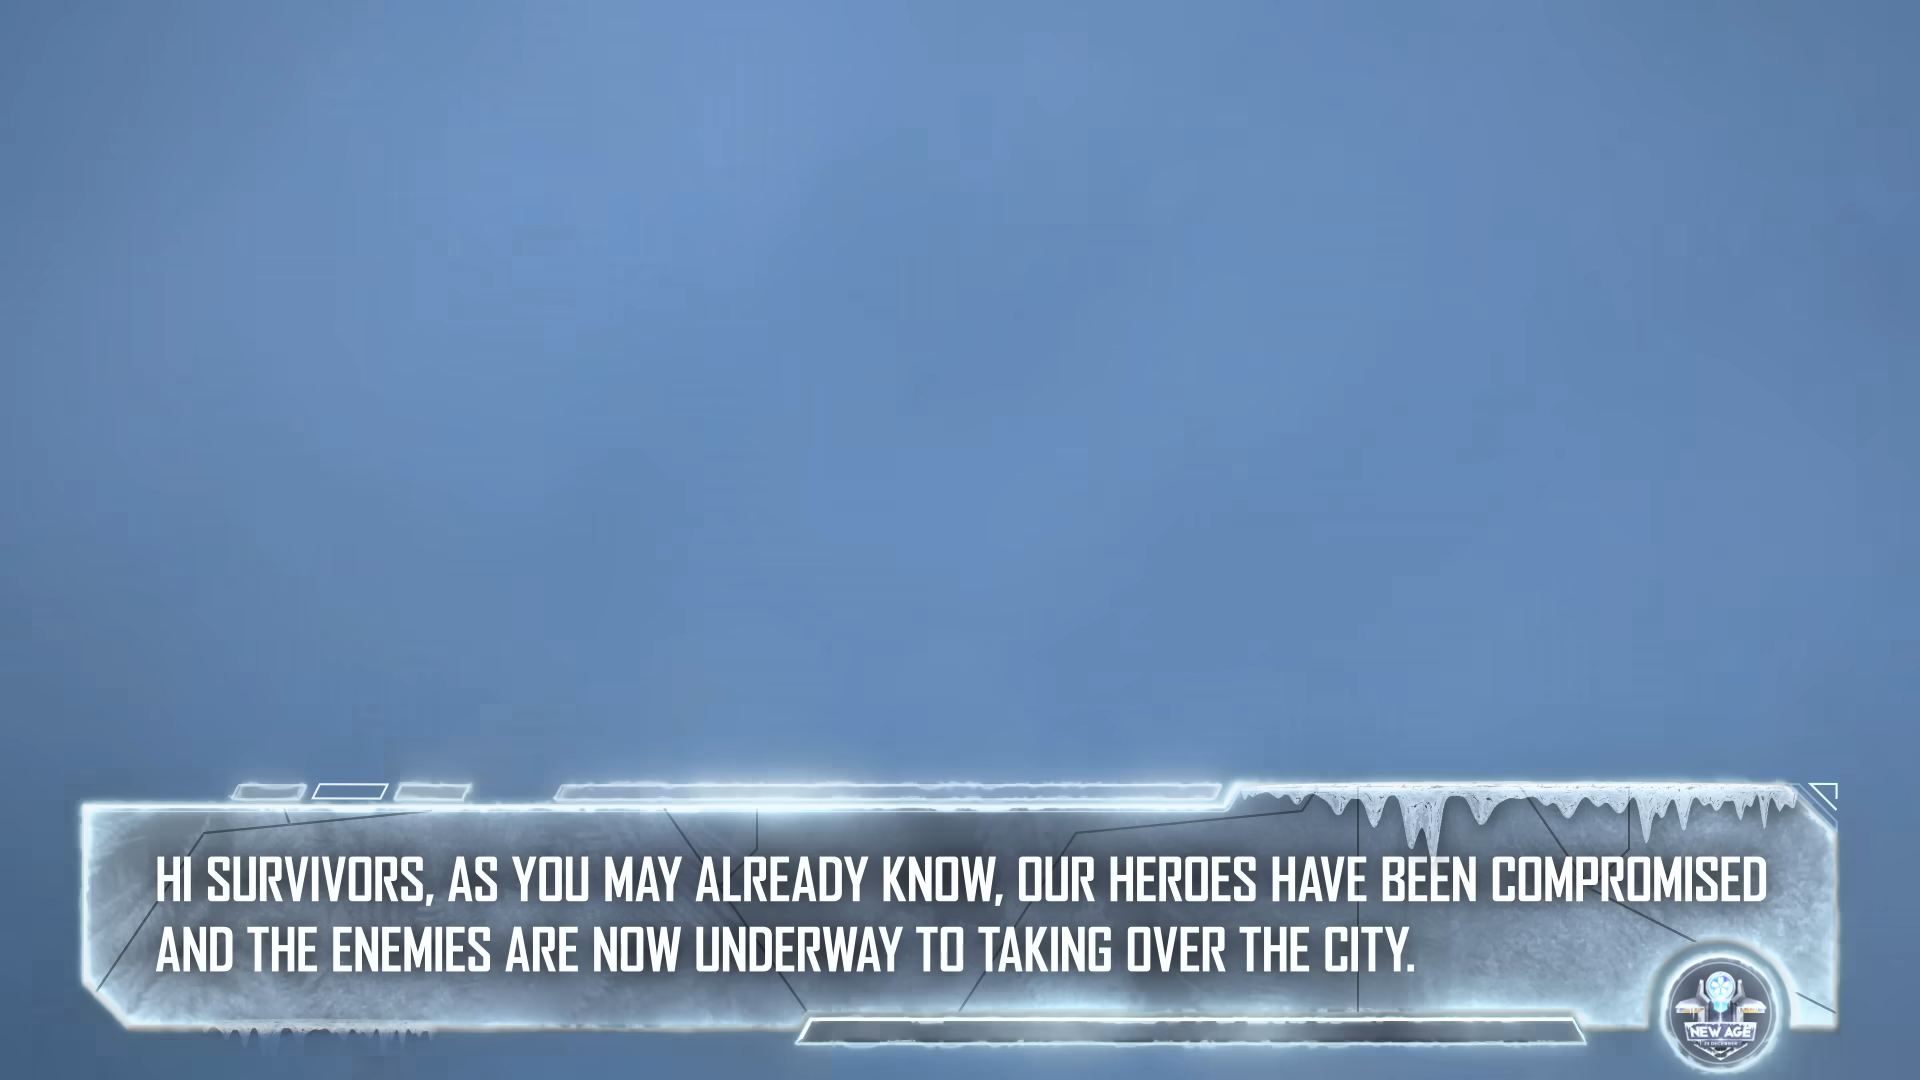 HI SURVIVORS, AS YOU MAY ALREADY KNOW, OUR HEROES HAVE BEEN COMPROMISED
AND THE ENEMIES ARE NOW UNDERWAY TO TAKING OVER THE CITY.
NEW AGE